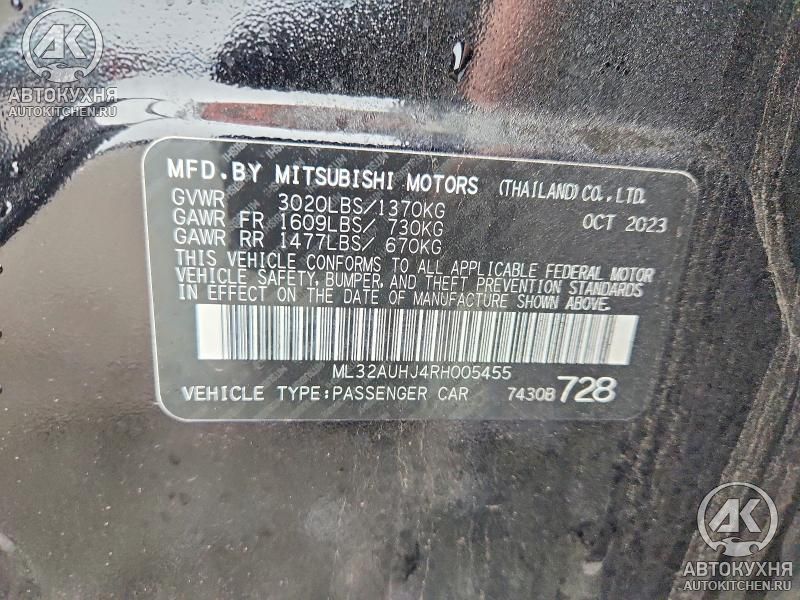 AK
АВТОКУХНЯ
AUTOKITCHEN.RU
MFD.BY MITSUBISHI MOTORS (THAILAND)CO.,LTD.
GVWR 3020LBS/1370KG OCT 2023
GAWR FR 1609LBS/ 730KG
GAWR RR 1477LBS/ 670KG
THIS VEHICLE CONFORMS TO ALL APPLICABLE FEDERAL MOTOR
VEHICLE SAFETY, BUMPER, AND THEFT PREVENTION STANDARDS
IN EFFECT ON THE DATE OF MANUFACTURE SHOWN ABOVE.
ML32AUHJ4RH005455
VEHICLE TYPE:PASSENGER CAR 7430B 728
AK
АВТОКУХНЯ
AUTOKITCHEN.RU